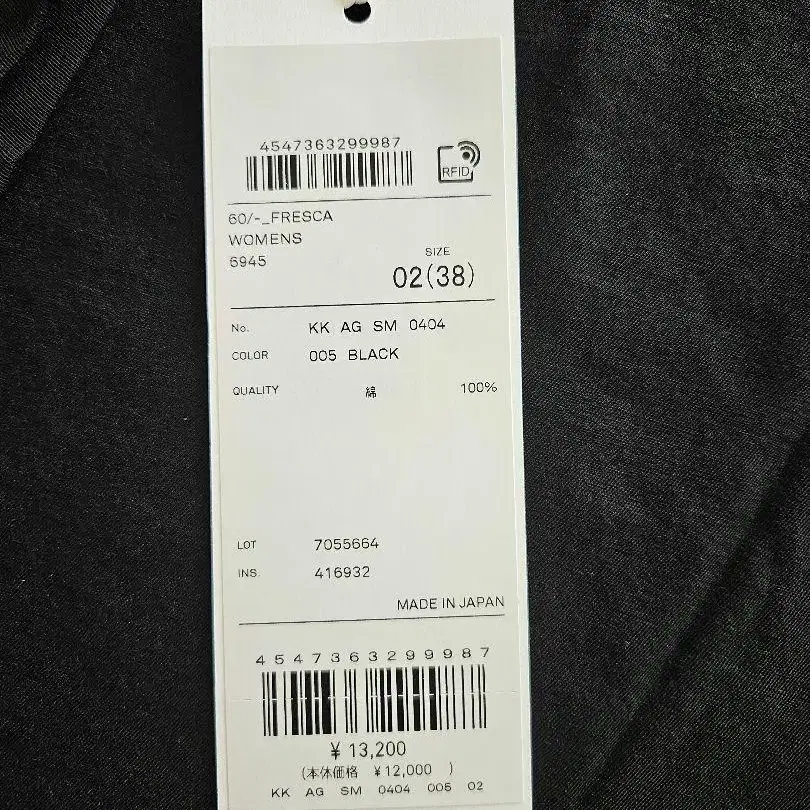 4547363299987
RFID
60/-_FRESCA
WOMENS
6945
SIZE
02(38)
No. KK AG SM 0404
COLOR 005 BLACK
QUALITY 綿 100%
LOT 7055664
INS. 416932
MADE IN JAPAN
4547363299987
¥ 13,200
(本体価格 ¥12,000 )
KK AG SM 0404 005 02